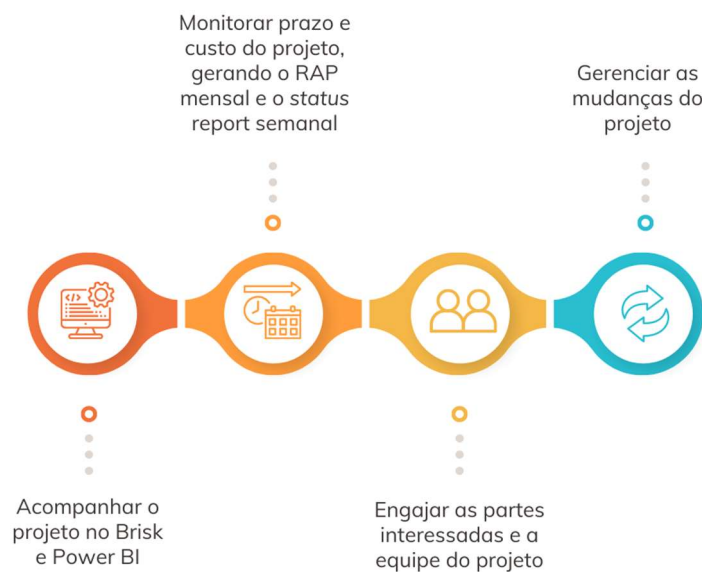 Monitorar prazo e
custo do projeto,
gerando o RAP
mensal e o status
report semanal
Gerenciar as
mudanças do
projeto
</>
Acompanhar o
projeto no Brisk
e Power BI
Engajar as partes
interessadas e a
equipe do projeto